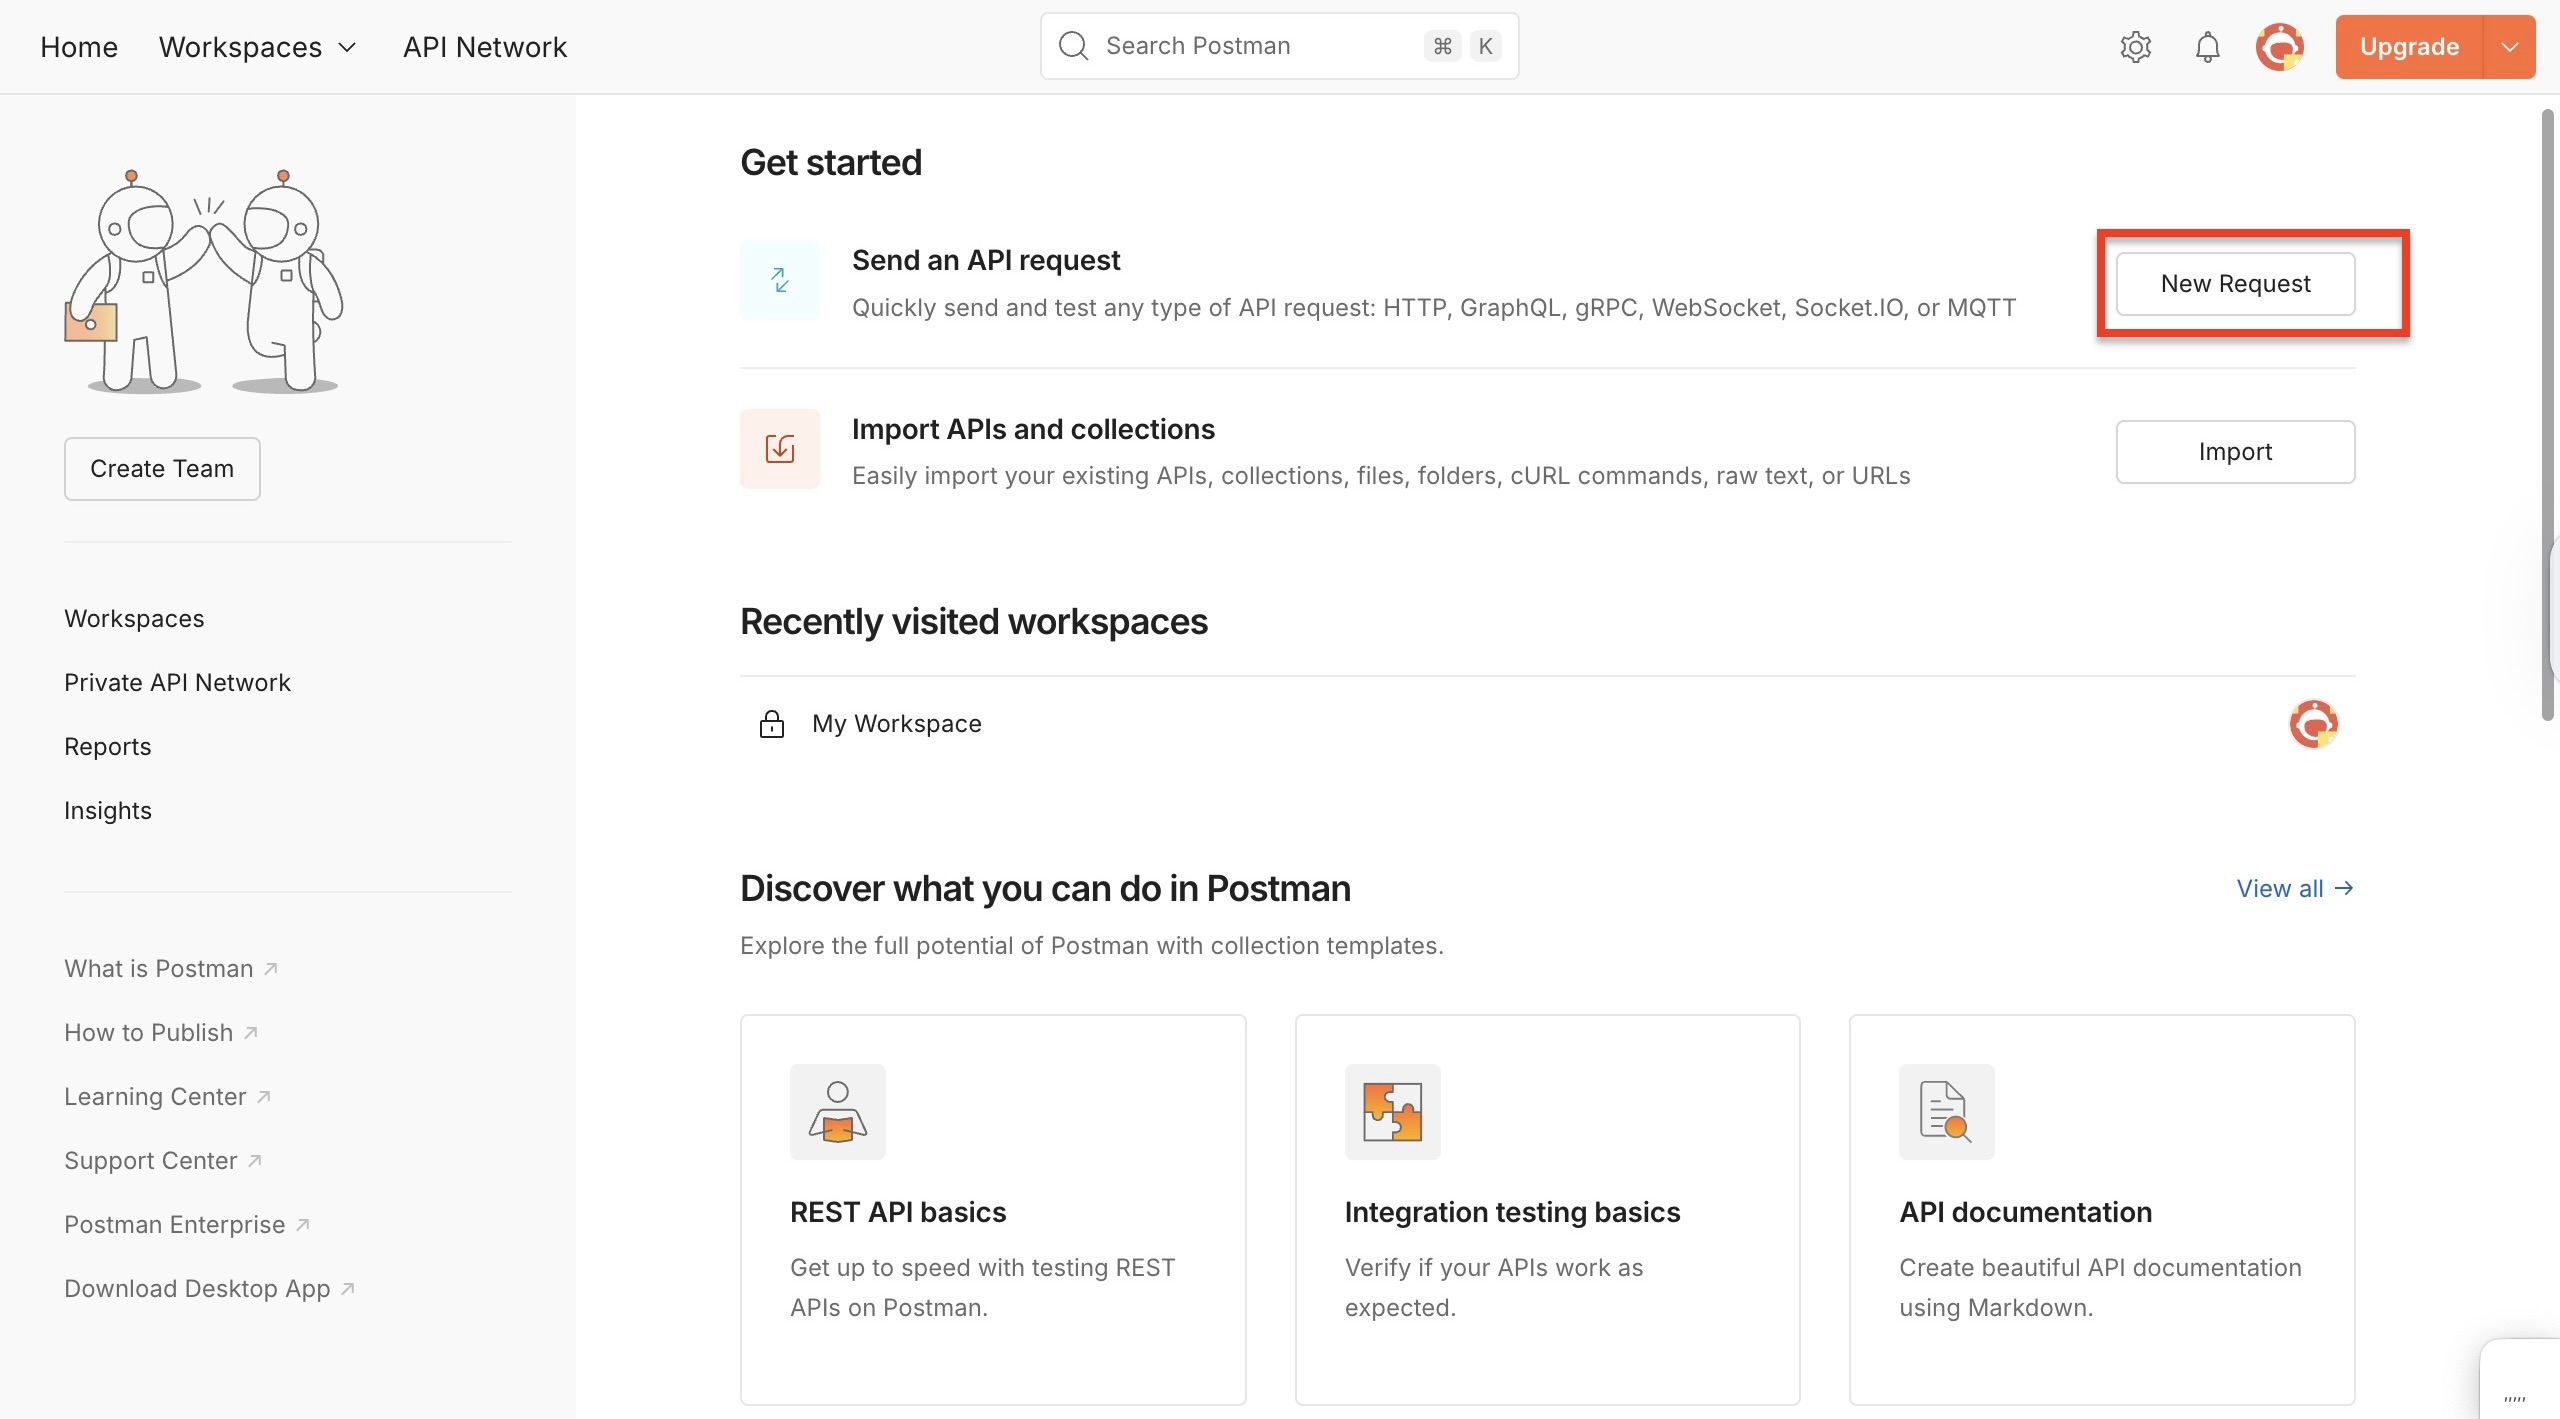 Home Workspaces API Network
Search Postman ⌘ K
Upgrade
Create Team
Workspaces
Private API Network
Reports
Insights
What is Postman
How to Publish
Learning Center
Support Center
Postman Enterprise
Download Desktop App
Get started
Send an API request
Quickly send and test any type of API request: HTTP, GraphQL, gRPC, WebSocket, Socket.IO, or MQTT
New Request
Import APIs and collections
Easily import your existing APIs, collections, files, folders, cURL commands, raw text, or URLs
Import
Recently visited workspaces
My Workspace
Discover what you can do in Postman
View all →
Explore the full potential of Postman with collection templates.
REST API basics
Get up to speed with testing REST
APIs on Postman.
Integration testing basics
Verify if your APIs work as
expected.
API documentation
Create beautiful API documentation
using Markdown.